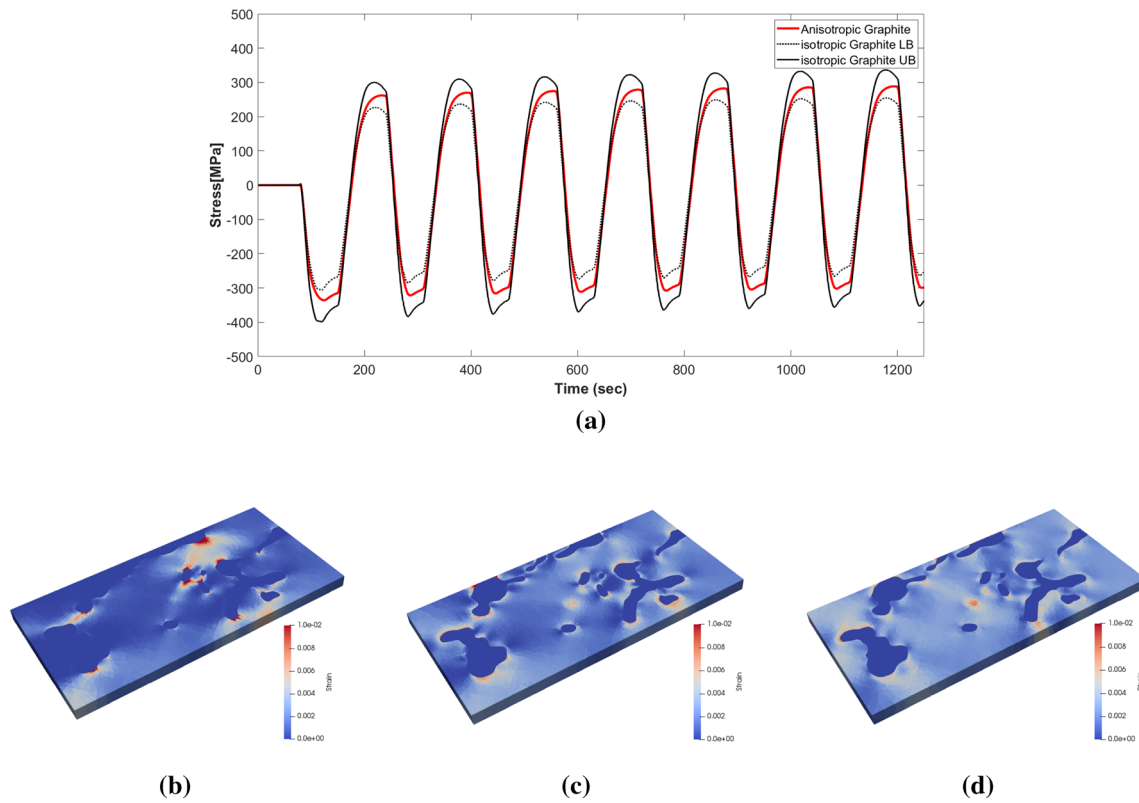 500
400
300
200
100
0
-100
-200
-300
-400
-500
Stress[MPa]
Anisotropic Graphite
isotropic Graphite LB
isotropic Graphite UB
0 200 400 600 800 1000 1200
Time (sec)
(a)
1.0e-02
0.008
0.006
0.004
0.002
0.0e+00
Strain
1.0e-02
0.008
0.006
0.004
0.002
0.0e+00
Strain
1.0e-02
0.008
0.006
0.004
0.002
0.0e+00
Strain
(b) (c) (d)